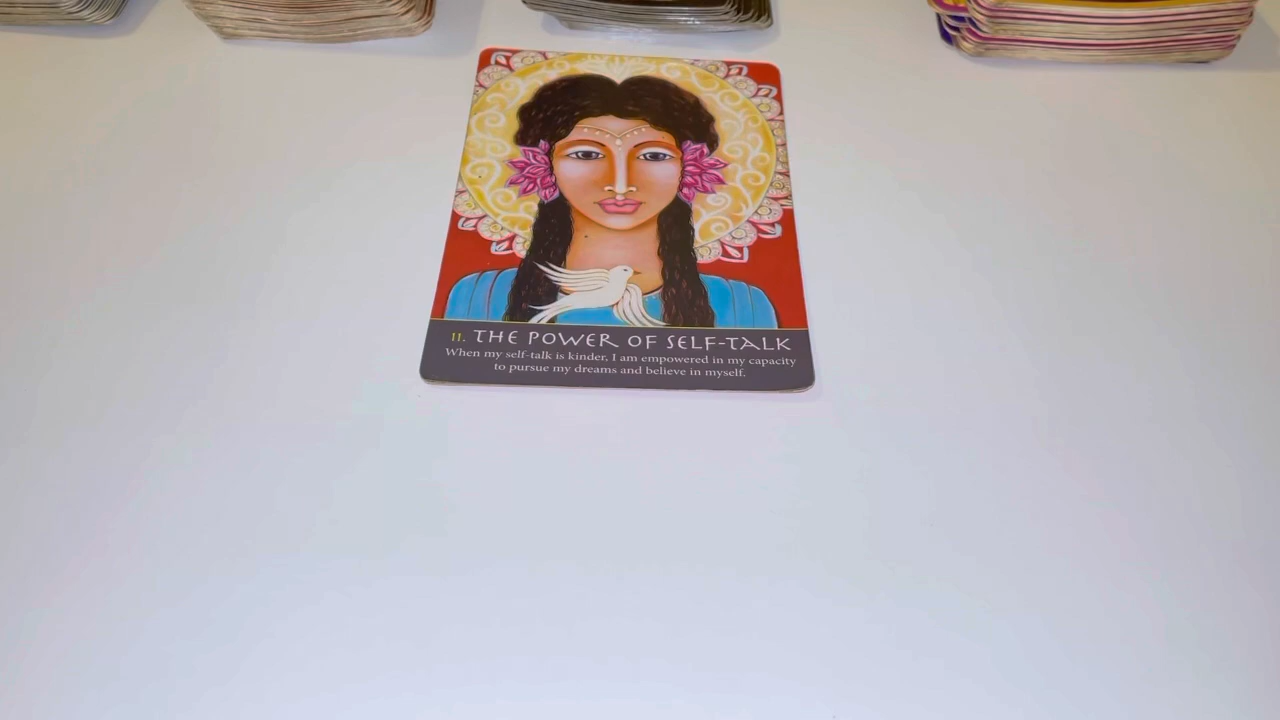 11. THE POWER OF SELF-TALK
When my self-talk is kinder, I am empowered in my capacity
to pursue my dreams and believe in myself.